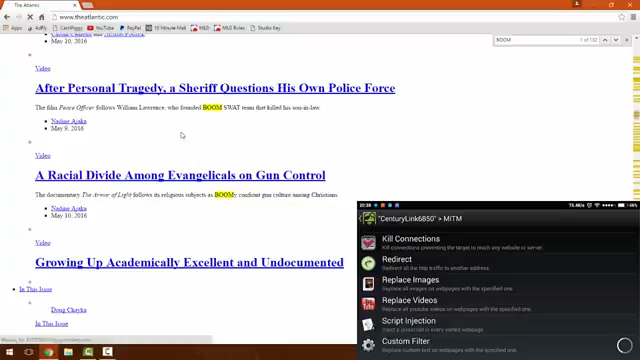 The Atlantic
www.theatlantic.com
Apps
AdFly
CashPiggy
YouTube
PayPal
10 Minute Mail
M&D
M&D Rules
Studio Key
BOOM
1 of 132
May 10, 2016
Video
After Personal Tragedy, a Sheriff Questions His Own Police Force
The film Peace Officer follows William Lawrence, who founded BOOM SWAT team that killed his son-in-law.
Nadine Ajaka
May 9, 2016
Video
A Racial Divide Among Evangelicals on Gun Control
The documentary The Armor of Light follows its religious subjects as BOOMy confront gun culture among Christians.
Nadine Ajaka
May 10, 2016
Video
Growing Up Academically Excellent and Undocumented
In This Issue
Doug Chayka
In This Issue
20:38
"CenturyLink6850" > MITM
Kill Connections
Kill connections preventing the target to reach any website or server.
Redirect
Redirect all the http traffic to another address.
Replace Images
Replace all images on webpages with the specified one.
Replace Videos
Replace all youtube videos on webpages with the specified one.
Script Injection
Inject a javascript in every visited webpage.
Custom Filter
Replace custom text on webpages with the specified one.